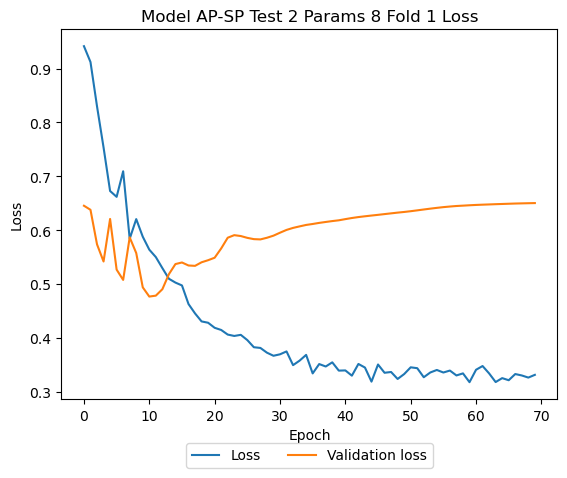 Model AP-SP Test 2 Params 8 Fold 1 Loss
0.9
0.8
0.7
0.6
0.5
0.4
0.3
Loss
0 10 20 30 40 50 60 70
Epoch
Loss Validation loss